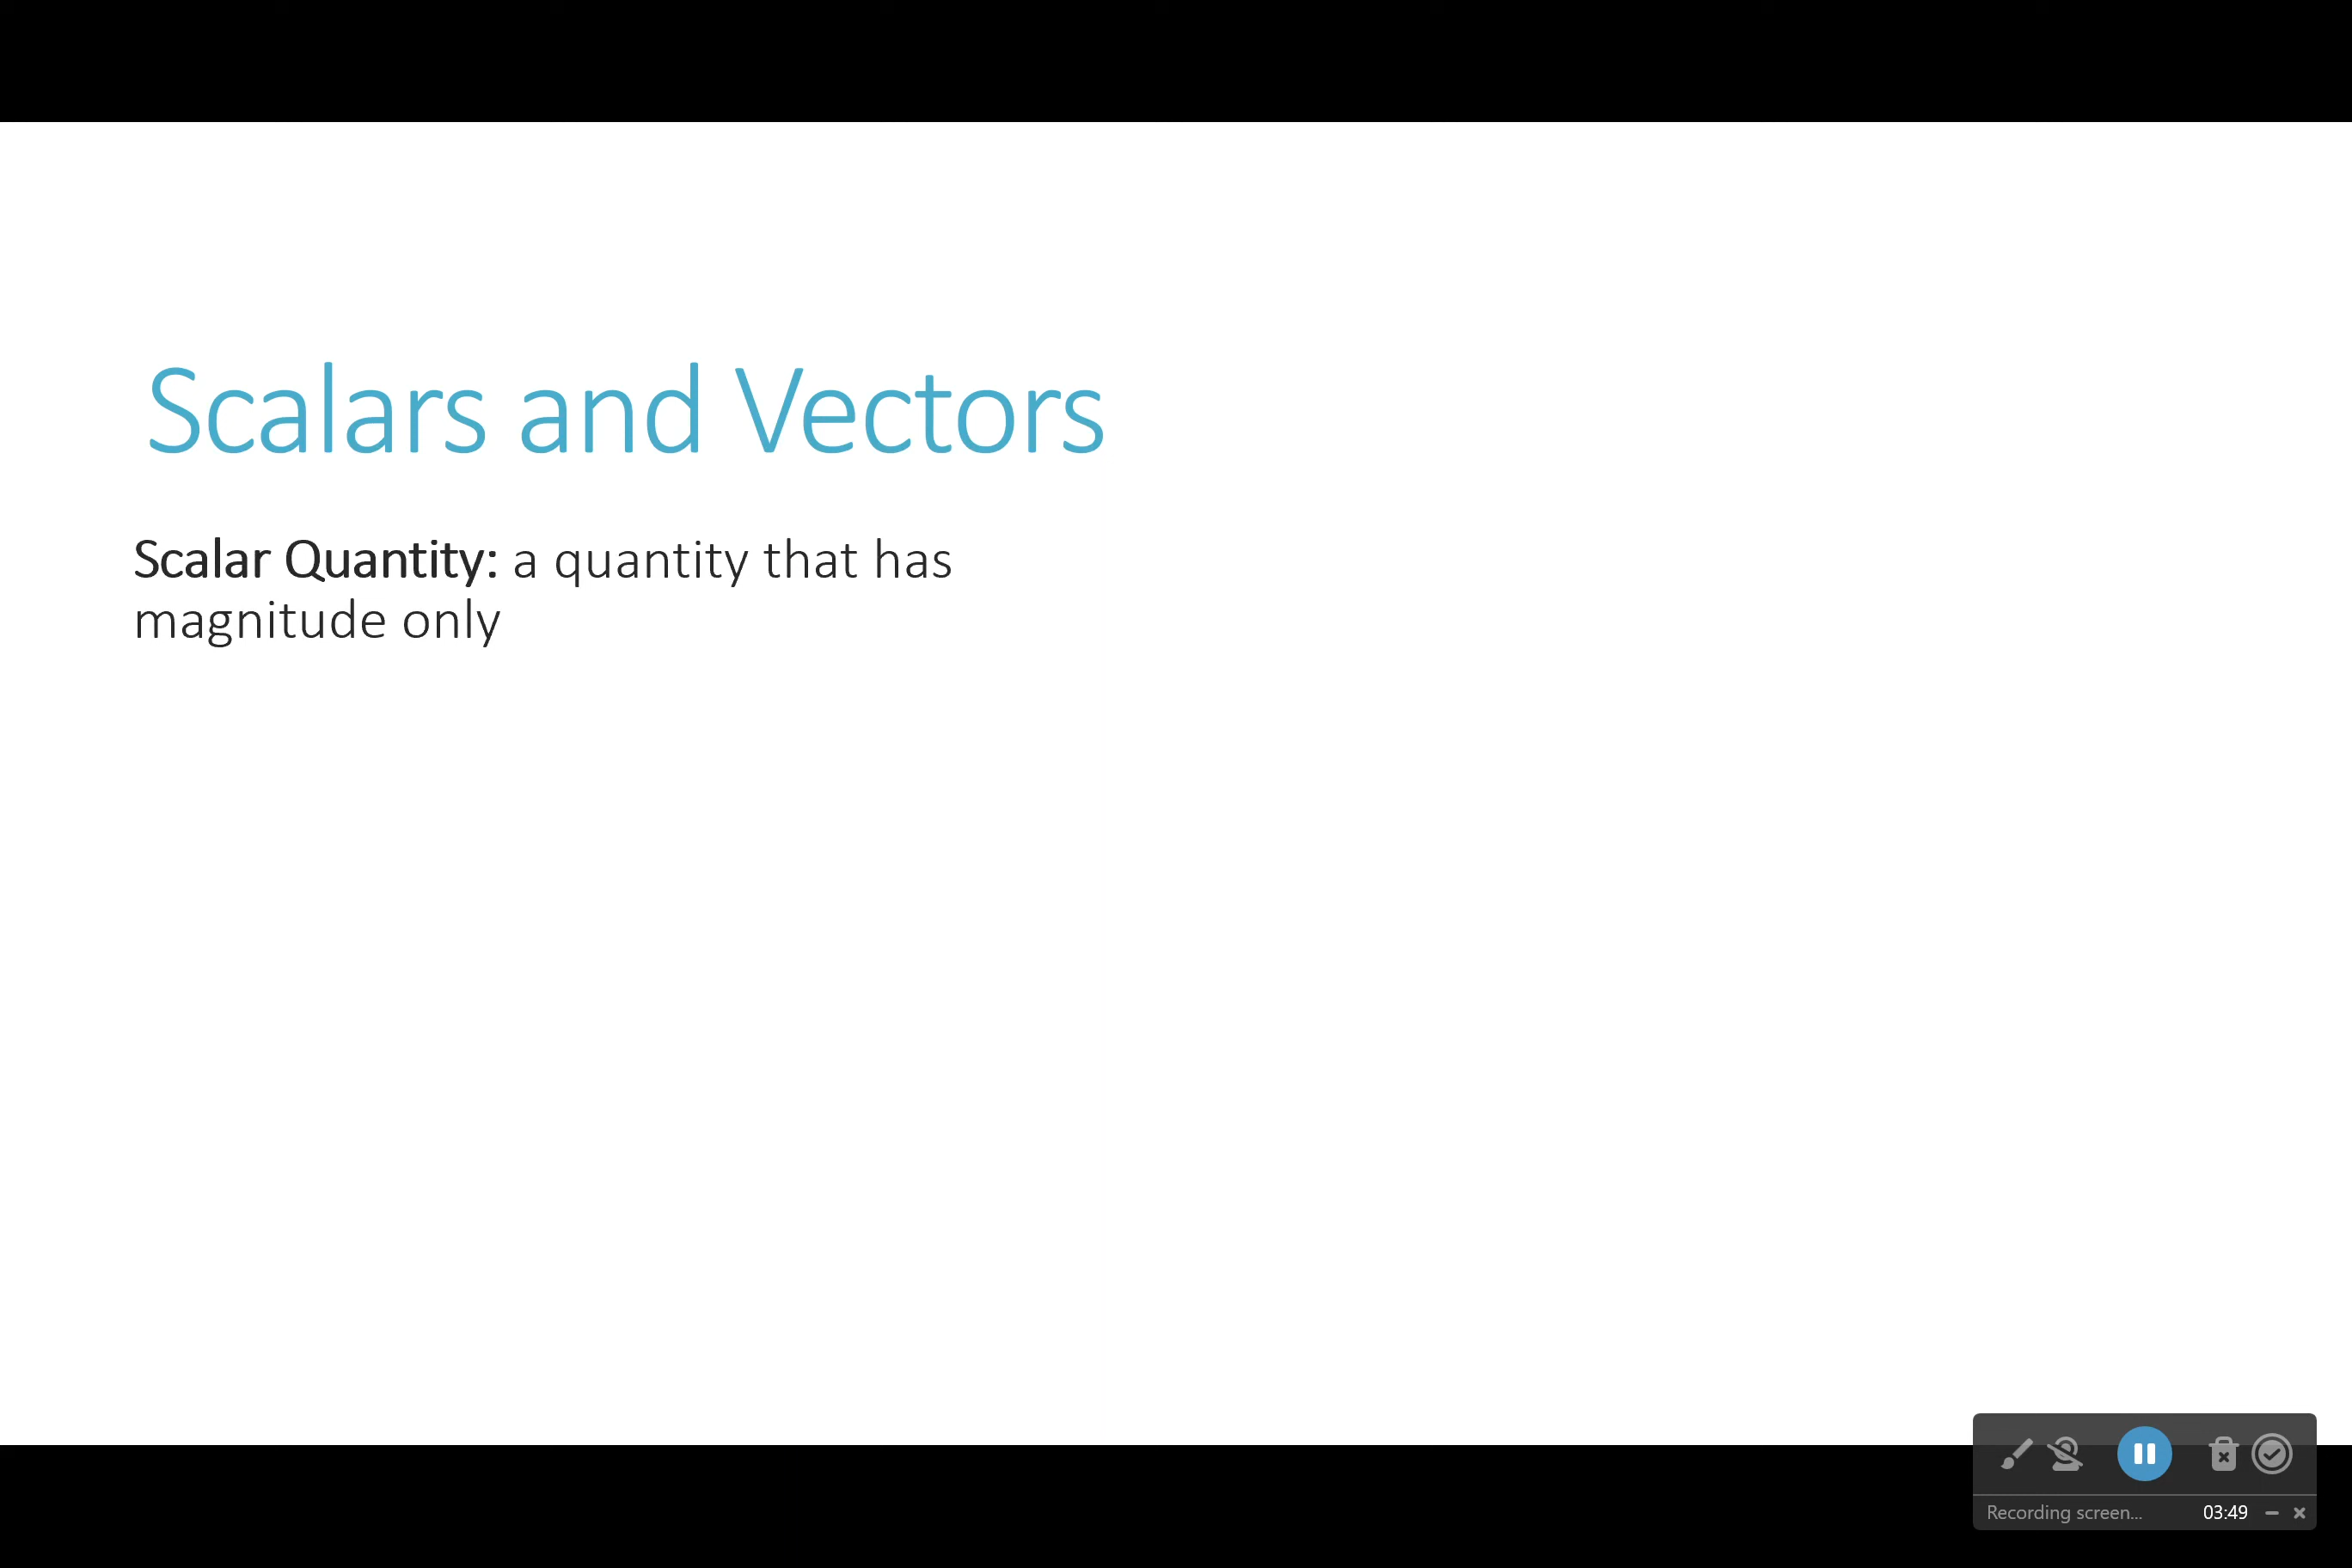 Scalars and Vectors
Scalar Quantity: a quantity that has
magnitude only
Recording screen... 03:49